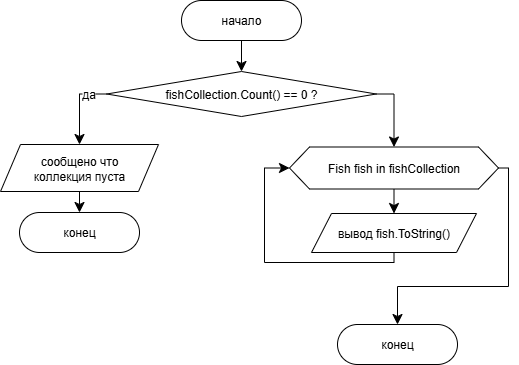 начало
да
fishCollection.Count() == 0 ?
сообщено что
коллекция пуста
Fish fish in fishCollection
конец
вывод fish.ToString()
конец